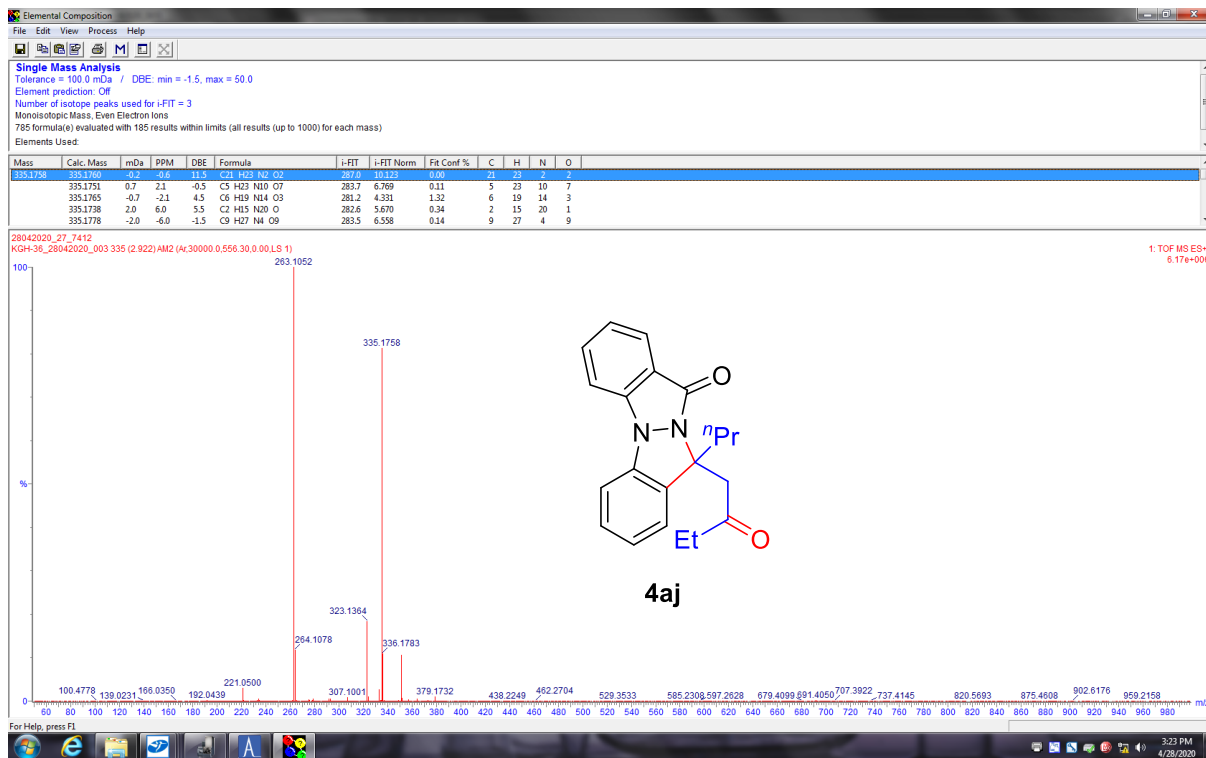 Elemental Composition
File Edit View Process Help
Single Mass Analysis
Tolerance = 100.0 mDa / DBE: min = -1.5, max = 50.0
Element prediction: Off
Number of isotope peaks used for i-FIT = 3
Monoisotopic Mass, Even Electron Ions
785 formula(e) evaluated with 185 results within limits (all results (up to 1000) for each mass)
Elements Used:
Mass Calc. Mass mDa PPM DBE Formula i-FIT i-FIT Norm Fit Conf % C H N O
335.1758 335.1760 -0.2 -0.6 11.5 C21 H23 N2 O2 287.0 10.123 0.00 21 23 2 2
335.1751 0.7 2.1 -0.5 C5 H23 N10 O7 283.7 6.769 0.11 5 23 10 7
335.1765 -0.7 -2.1 4.5 C6 H19 N14 O3 281.2 4.331 1.32 6 19 14 3
335.1738 2.0 6.0 5.5 C2 H15 N20 O 282.6 5.670 0.34 2 15 20 1
335.1778 -2.0 -6.0 -1.5 C9 H27 N4 O9 283.5 6.558 0.14 9 27 4 9
28042020_27_7412
KGH-36_28042020_003 335 (2.922) AM2 (Ar,30000.0,556.30,0.00,LS 1)
1: TOF MS ES+
6.17e+00
100
263.1052
335.1758
O
N N nPr
%
Et O
4aj
323.1364
264.1078
336.1783
221.0500
100.4778
139.0231
166.0350
192.0439
307.1001
379.1732
438.2249
462.2704
529.3533
585.2308
597.2628
679.4099
691.4050
707.3922
737.4145
820.5693
875.4608
902.6176
959.2158
0
m/z
60 80 100 120 140 160 180 200 220 240 260 280 300 320 340 360 380 400 420 440 460 480 500 520 540 560 580 600 620 640 660 680 700 720 740 760 780 800 820 840 860 880 900 920 940 960 980
For Help, press F1
3:23 PM
4/28/2020